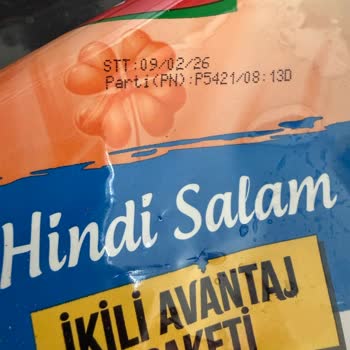 STT:09/02/26
Parti(PN):P5421/08:13D
Hindi Salam
İKİLİ AVANTAJ
PAKETİ